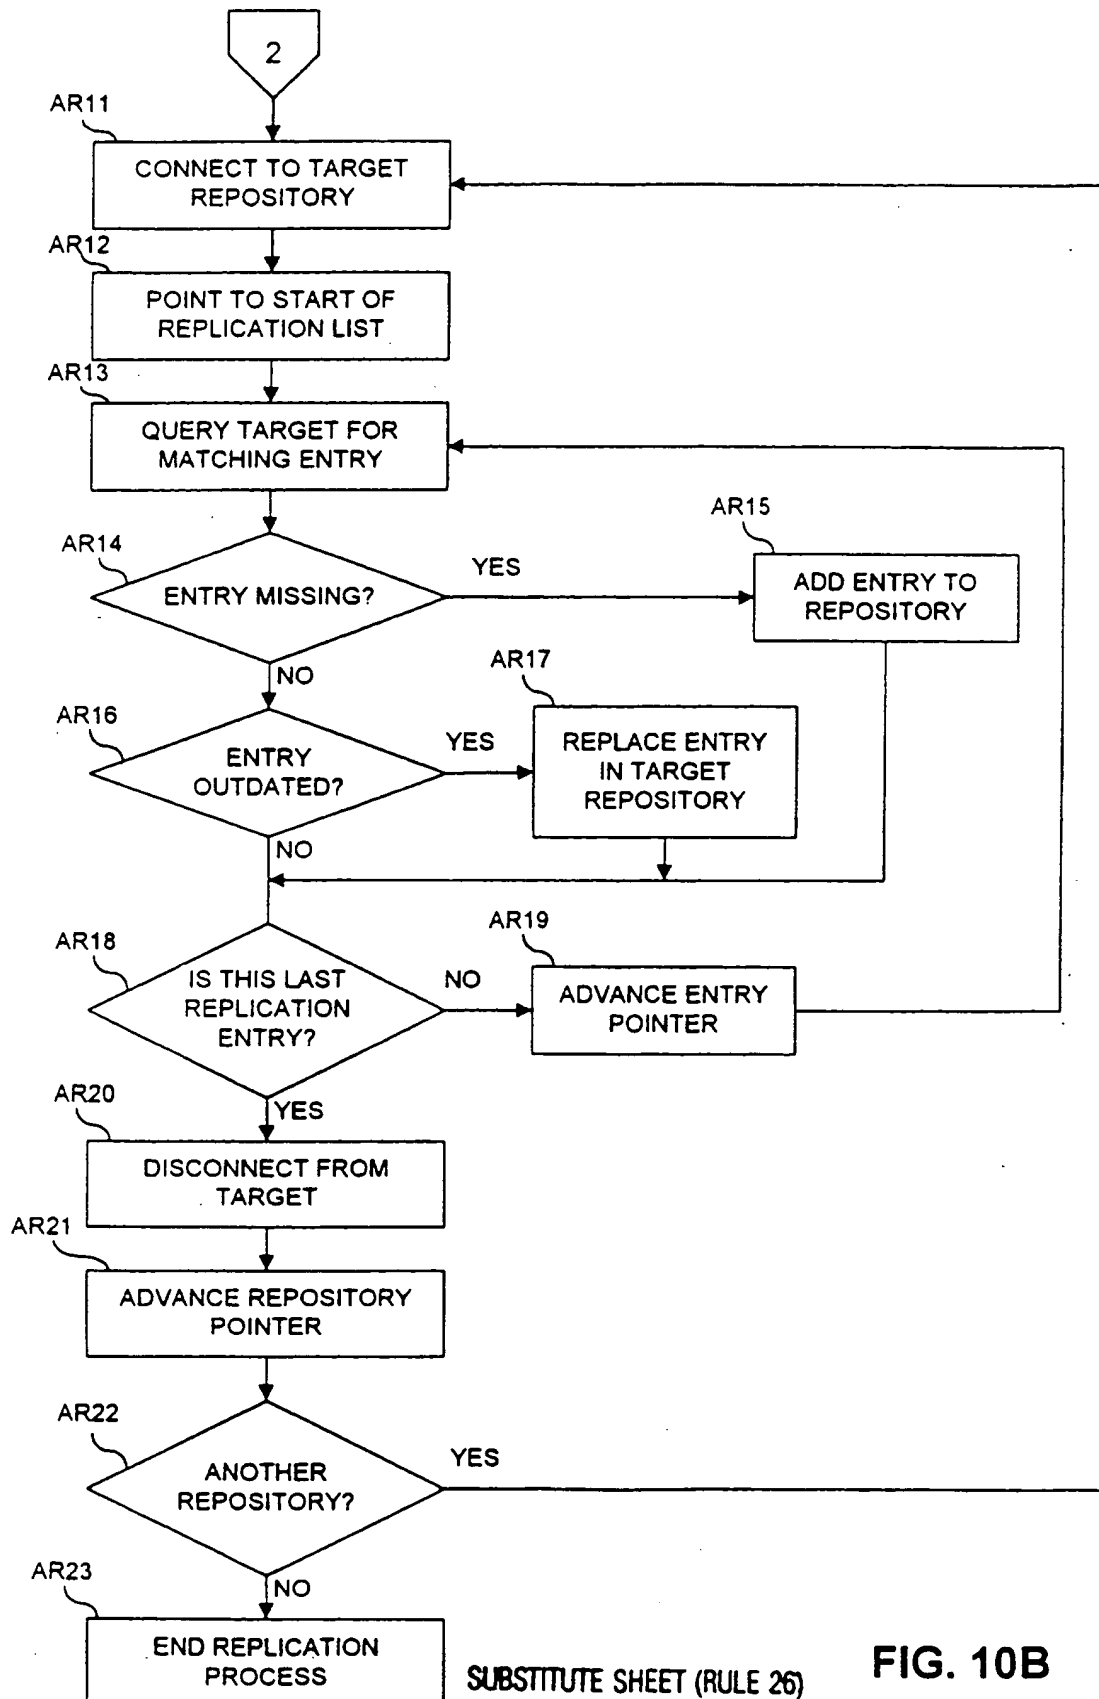 2
AR11
CONNECT TO TARGET
REPOSITORY
AR12
POINT TO START OF
REPLICATION LIST
AR13
QUERY TARGET FOR
MATCHING ENTRY
AR14
ENTRY MISSING?
YES
AR15
ADD ENTRY TO
REPOSITORY
NO
AR16
ENTRY
OUTDATED?
YES
AR17
REPLACE ENTRY
IN TARGET
REPOSITORY
NO
AR18
IS THIS LAST
REPLICATION
ENTRY?
NO
AR19
ADVANCE ENTRY
POINTER
YES
AR20
DISCONNECT FROM
TARGET
AR21
ADVANCE REPOSITORY
POINTER
AR22
ANOTHER
REPOSITORY?
YES
NO
AR23
END REPLICATION
PROCESS
SUBSTITUTE SHEET (RULE 26)
FIG. 10B